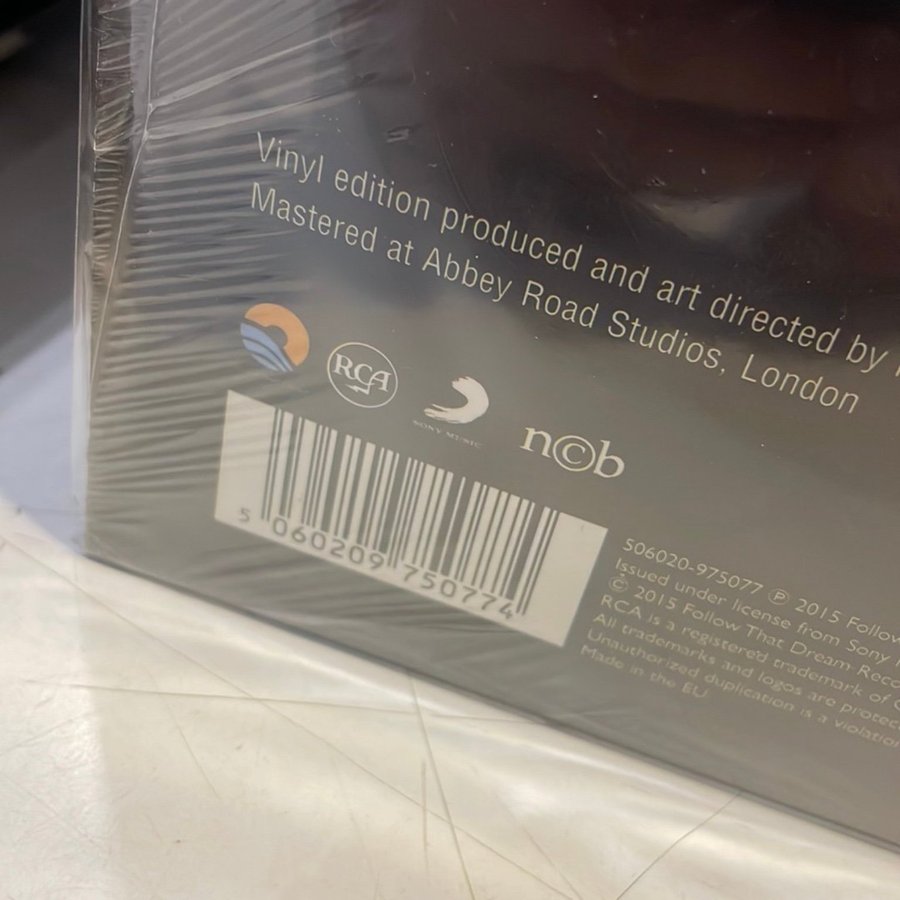 Vinyl edition produced and art directed by
Mastered at Abbey Road Studios, London
RCA
SONY MUSIC
n©b
5 060209 750774
506020-975077 ℗ 2015 Follow
Issued under license from Sony
© 2015 Follow That Dream Reco
RCA is a registered trademark of
All trademarks and logos are protec
Unauthorized duplication is a violation
Made in the EU